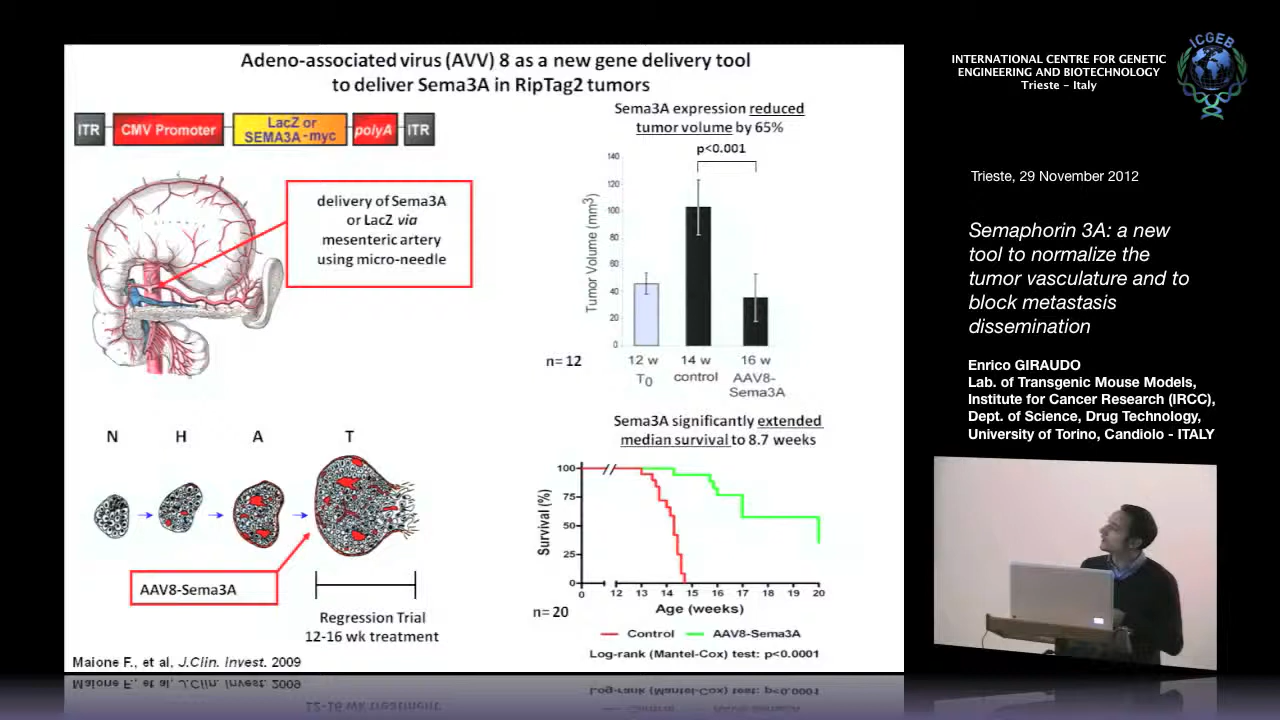 Adeno-associated virus (AVV) 8 as a new gene delivery tool
to deliver Sema3A in RipTag2 tumors
ITR
CMV Promoter
LacZ or
SEMA3A-myc
polyA
ITR
delivery of Sema3A
or LacZ via
mesenteric artery
using micro-needle
Sema3A expression reduced
tumor volume by 65%
p<0.001
Tumor Volume (mm3)
140
120
100
80
60
40
20
0
n= 12
12 w
T0
14 w
control
16 w
AAV8-
Sema3A
N H A T
AAV8-Sema3A
Regression Trial
12-16 wk treatment
Sema3A significantly extended
median survival to 8.7 weeks
Survival (%)
100
75
50
25
0
0 12 13 14 15 16 17 18 19 20
Age (weeks)
n= 20
Control AAV8-Sema3A
Log-rank (Mantel-Cox) test: p<0.0001
Maione F., et al, J.Clin. Invest. 2009
INTERNATIONAL CENTRE FOR GENETIC
ENGINEERING AND BIOTECHNOLOGY
Trieste - Italy
ICGEB
Trieste, 29 November 2012
Semaphorin 3A: a new
tool to normalize the
tumor vasculature and to
block metastasis
dissemination
Enrico GIRAUDO
Lab. of Transgenic Mouse Models,
Institute for Cancer Research (IRCC),
Dept. of Science, Drug Technology,
University of Torino, Candiolo - ITALY